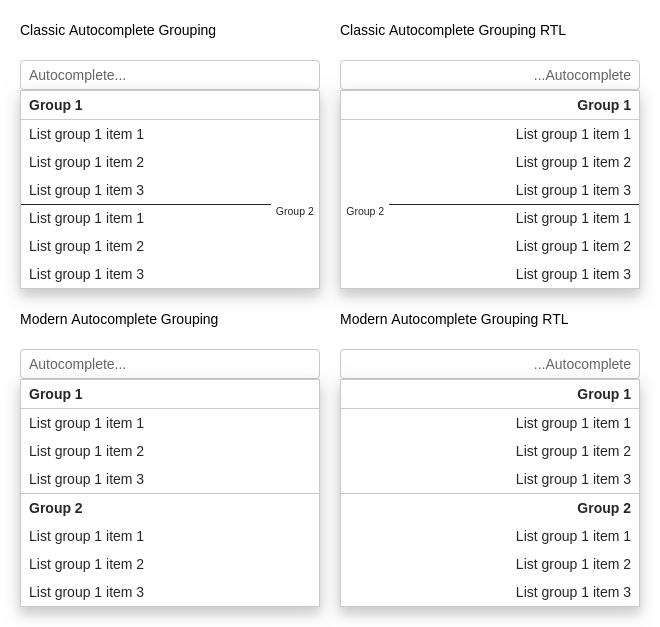 Classic Autocomplete Grouping
Autocomplete...
Group 1
List group 1 item 1
List group 1 item 2
List group 1 item 3
Group 2
List group 1 item 1
List group 1 item 2
List group 1 item 3
Classic Autocomplete Grouping RTL
...Autocomplete
Group 1
List group 1 item 1
List group 1 item 2
List group 1 item 3
Group 2
List group 1 item 1
List group 1 item 2
List group 1 item 3
Modern Autocomplete Grouping
Autocomplete...
Group 1
List group 1 item 1
List group 1 item 2
List group 1 item 3
Group 2
List group 1 item 1
List group 1 item 2
List group 1 item 3
Modern Autocomplete Grouping RTL
...Autocomplete
Group 1
List group 1 item 1
List group 1 item 2
List group 1 item 3
Group 2
List group 1 item 1
List group 1 item 2
List group 1 item 3